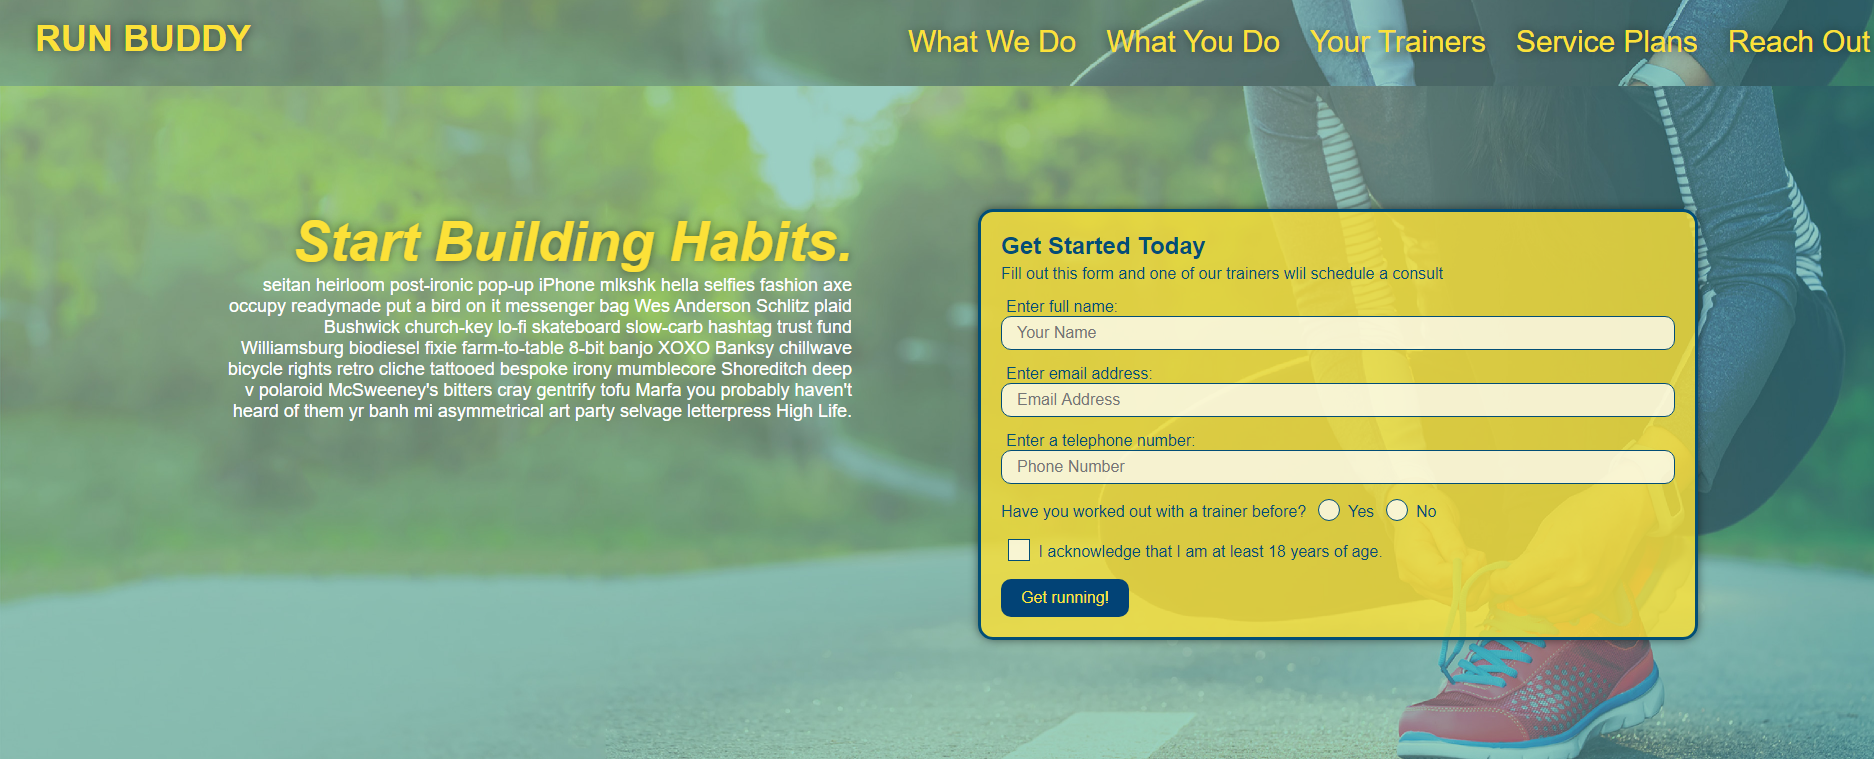 RUN BUDDY
What We Do What You Do Your Trainers Service Plans Reach Out
Start Building Habits.
seitan heirloom post-ironic pop-up iPhone mlkshk hella selfies fashion axe
occupy readymade put a bird on it messenger bag Wes Anderson Schlitz plaid
Bushwick church-key lo-fi skateboard slow-carb hashtag trust fund
Williamsburg biodiesel fixie farm-to-table 8-bit banjo XOXO Banksy chillwave
bicycle rights retro cliche tattooed bespoke irony mumblecore Shoreditch deep
v polaroid McSweeney's bitters cray gentrify tofu Marfa you probably haven't
heard of them yr banh mi asymmetrical art party selvage letterpress High Life.
Get Started Today
Fill out this form and one of our trainers wlil schedule a consult
Enter full name:
Your Name
Enter email address:
Email Address
Enter a telephone number:
Phone Number
Have you worked out with a trainer before? Yes No
I acknowledge that I am at least 18 years of age.
Get running!